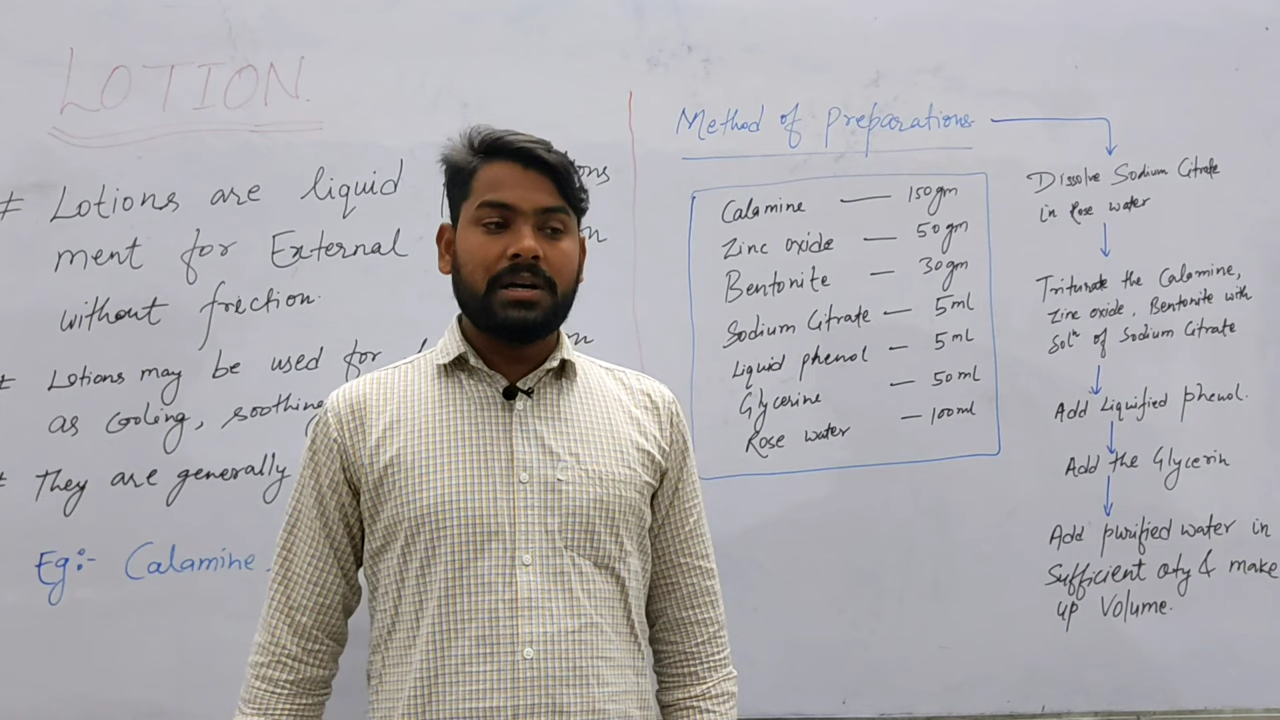 LOTION.
# Lotions are liquid
ment for External
without friction.
# Lotions may be used for
as cooling, soothing
# They are generally
Eg:- Calamine.
Method of Preparations
Calamine — 150gm
Zinc oxide — 50gm
Bentonite — 30gm
Sodium Citrate — 5ml
Liquid phenol — 5ml
Glycerine — 50ml
Rose water — 100ml
Dissolve Sodium Citrate
in Rose water
Triturate the Calamine,
Zinc oxide, Bentonite with
Solⁿ of Sodium Citrate
Add Liquified phenol.
Add the Glycerin
Add purified water in
Sufficient qty & make
up Volume.